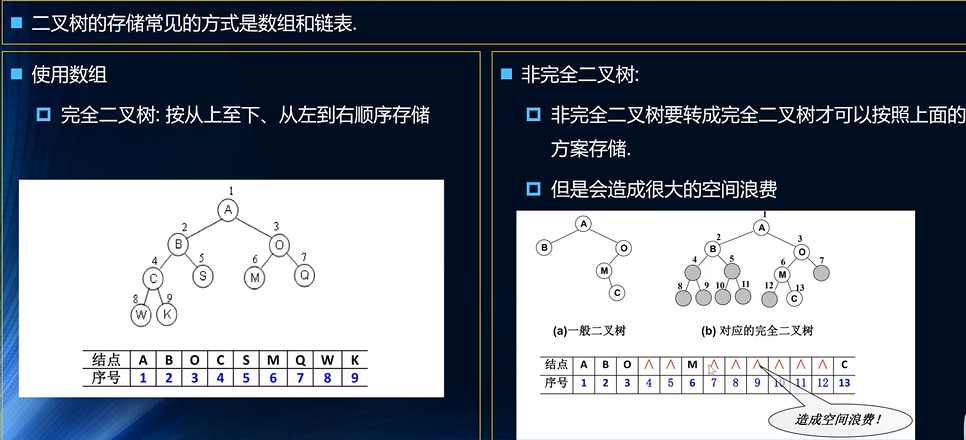 二叉树的存储常见的方式是数组和链表.
使用数组
完全二叉树: 按从上至下、从左到右顺序存储
1
A
2
3
B
O
4
5
6
7
C
S
M
Q
8
9
W
K
结点 A B O C S M Q W K
序号 1 2 3 4 5 6 7 8 9
非完全二叉树:
非完全二叉树要转成完全二叉树才可以按照上面的
方案存储.
但是会造成很大的空间浪费
A
B
O
M
C
(a)一般二叉树
1
A
2
3
B
O
4
5
6
7
M
8
9
10
11
12
13
C
(b) 对应的完全二叉树
结点 A B O ∧ ∧ M ∧ ∧ ∧ ∧ ∧ ∧ C
序号 1 2 3 4 5 6 7 8 9 10 11 12 13
造成空间浪费!